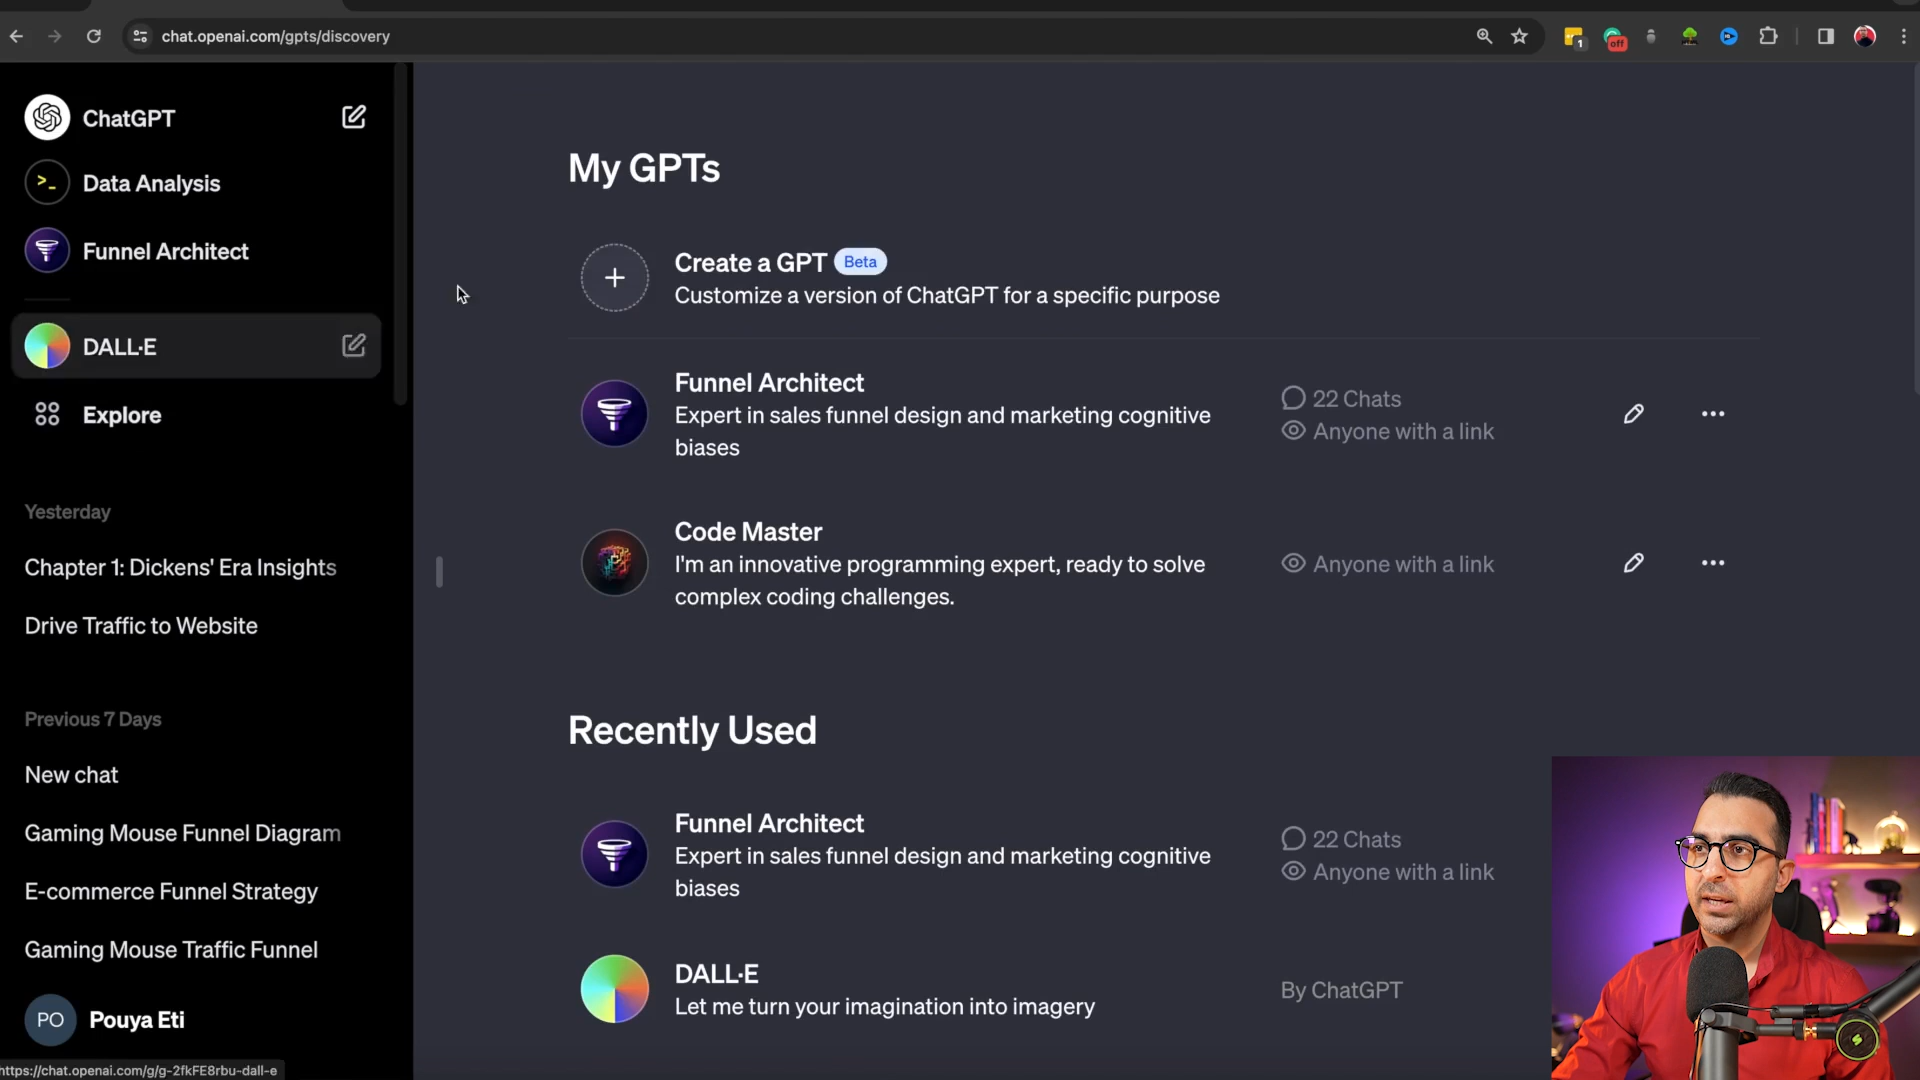 chat.openai.com/gpts/discovery
1
off
ChatGPT
Data Analysis
Funnel Architect
DALL·E
Explore
Yesterday
Chapter 1: Dickens' Era Insights
Drive Traffic to Website
Previous 7 Days
New chat
Gaming Mouse Funnel Diagram
E-commerce Funnel Strategy
Gaming Mouse Traffic Funnel
PO
Pouya Eti
https://chat.openai.com/g/g-2fkFE8rbu-dall-e
My GPTs
Create a GPT Beta
Customize a version of ChatGPT for a specific purpose
Funnel Architect
Expert in sales funnel design and marketing cognitive
biases
22 Chats
Anyone with a link
Code Master
I'm an innovative programming expert, ready to solve
complex coding challenges.
Anyone with a link
Recently Used
Funnel Architect
Expert in sales funnel design and marketing cognitive
biases
22 Chats
Anyone with a link
DALL·E
Let me turn your imagination into imagery
By ChatGPT